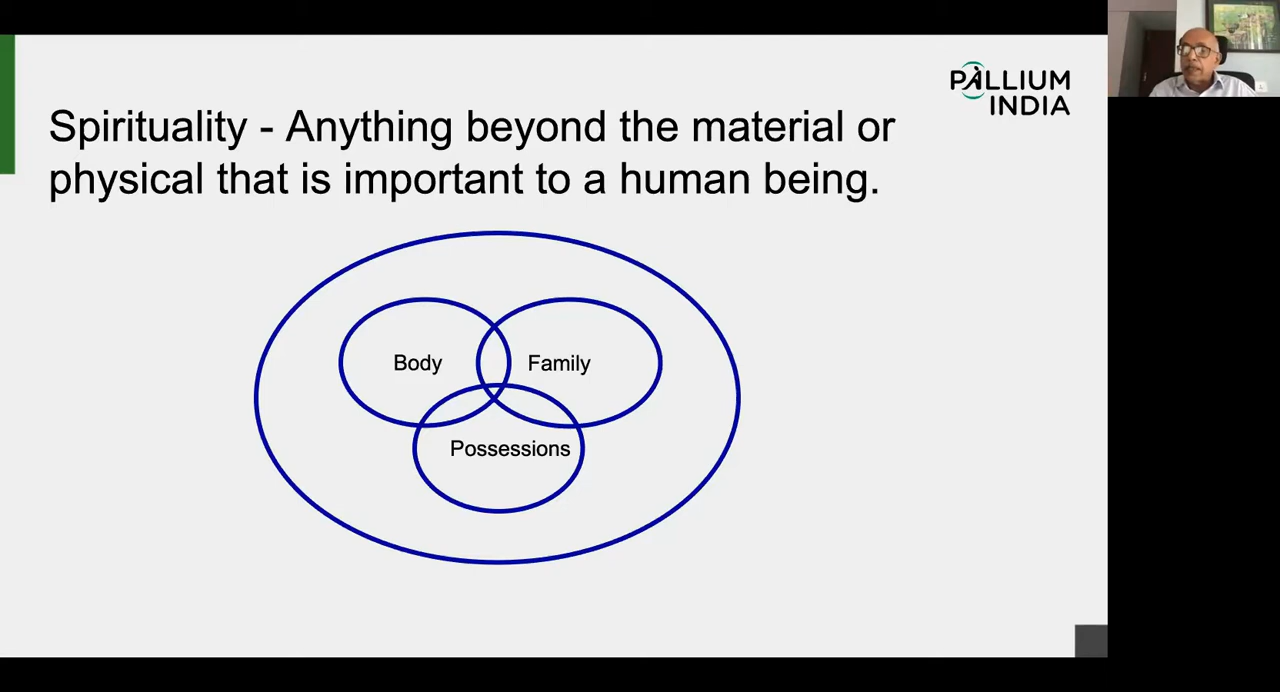 PALLIUM
INDIA
Spirituality - Anything beyond the material or
physical that is important to a human being.
Body
Family
Possessions